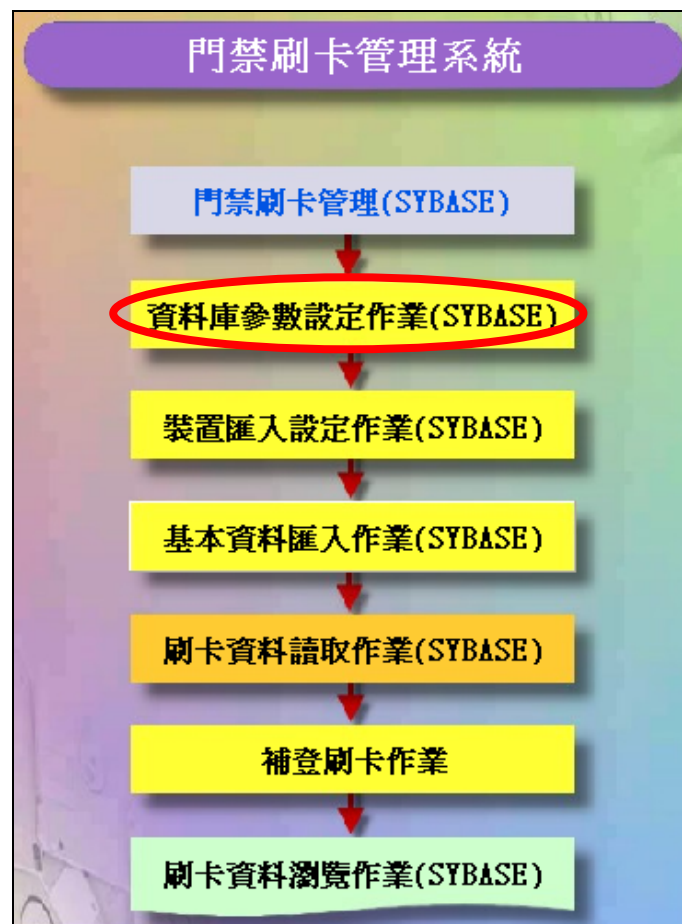 門禁刷卡管理系統
門禁刷卡管理(SYBASE)
資料庫參數設定作業(SYBASE)
裝置匯入設定作業(SYBASE)
基本資料匯入作業(SYBASE)
刷卡資料讀取作業(SYBASE)
補登刷卡作業
刷卡資料瀏覽作業(SYBASE)